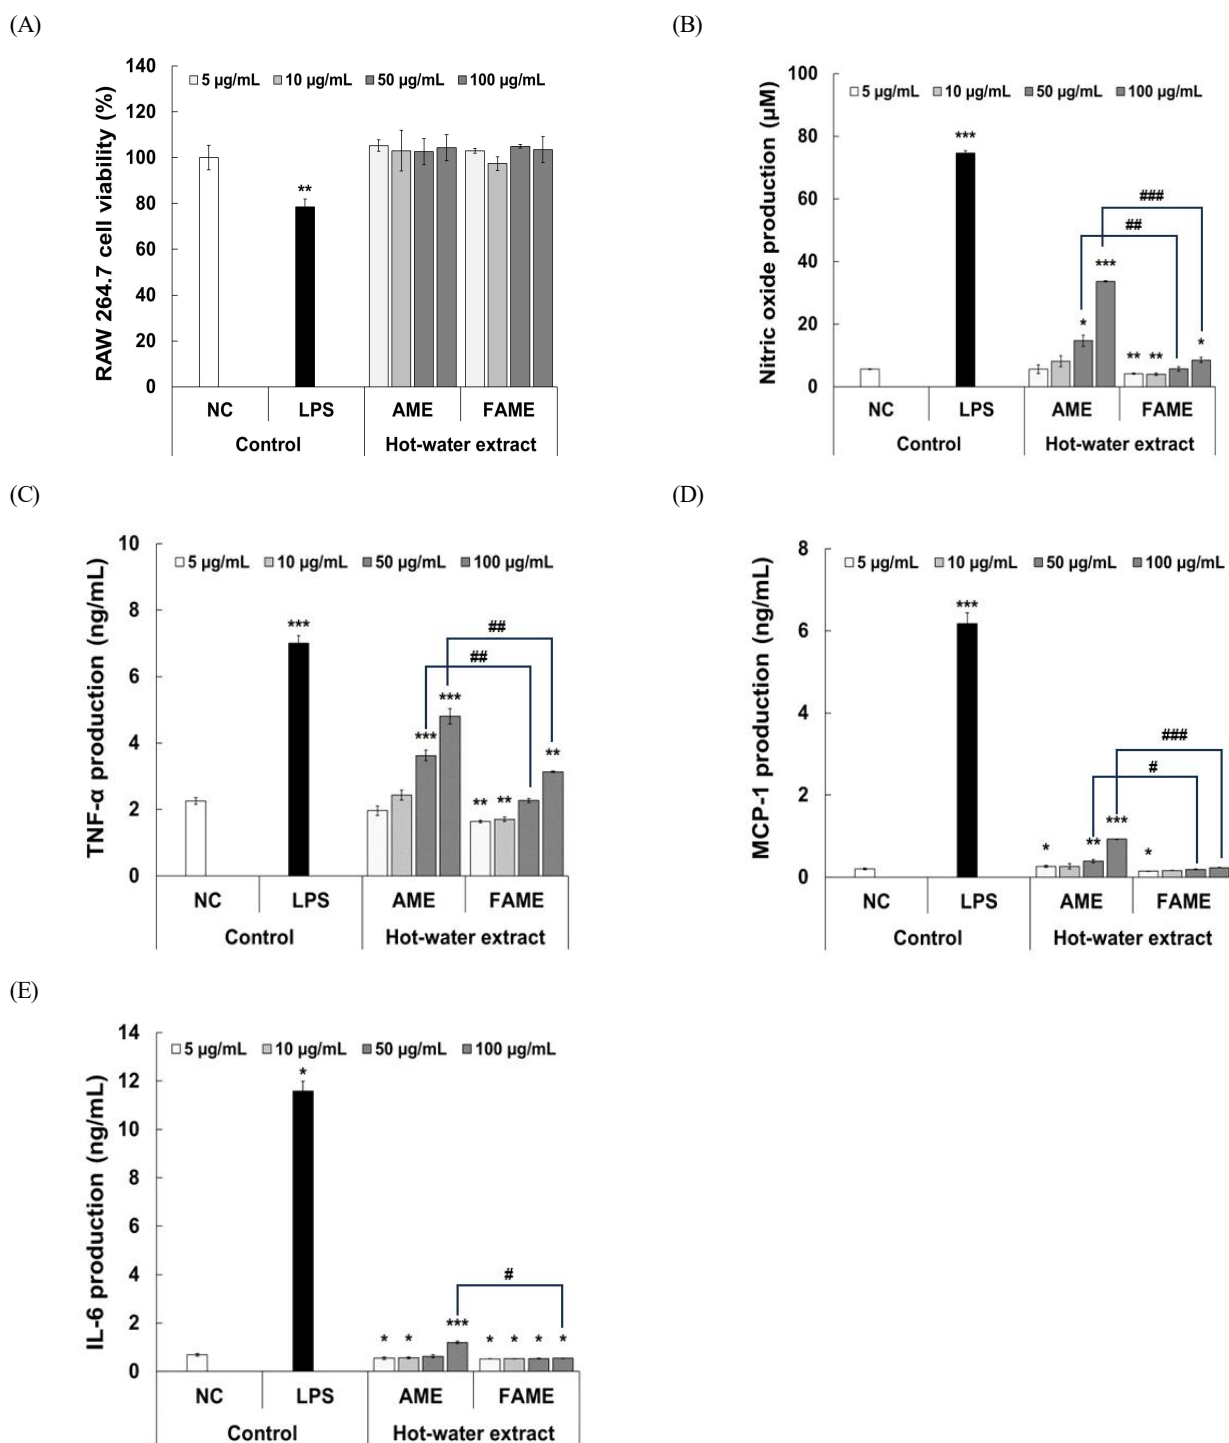 (A)
140
120
100
80
60
40
20
0
RAW 264.7 cell viability (%)
5 µg/mL 10 µg/mL 50 µg/mL 100 µg/mL
**
NC LPS AME FAME
Control Hot-water extract
(B)
100
80
60
40
20
0
Nitric oxide production (µM)
5 µg/mL 10 µg/mL 50 µg/mL 100 µg/mL
***
###
##
***
*
** ** *
NC LPS AME FAME
Control Hot-water extract
(C)
10
8
6
4
2
0
TNF-α production (ng/mL)
5 µg/mL 10 µg/mL 50 µg/mL 100 µg/mL
***
##
##
***
***
**
** **
NC LPS AME FAME
Control Hot-water extract
(D)
8
6
4
2
0
MCP-1 production (ng/mL)
5 µg/mL 10 µg/mL 50 µg/mL 100 µg/mL
***
###
#
***
* ** *
NC LPS AME FAME
Control Hot-water extract
(E)
14
12
10
8
6
4
2
0
IL-6 production (ng/mL)
5 µg/mL 10 µg/mL 50 µg/mL 100 µg/mL
*
#
***
* * * * * *
NC LPS AME FAME
Control Hot-water extract